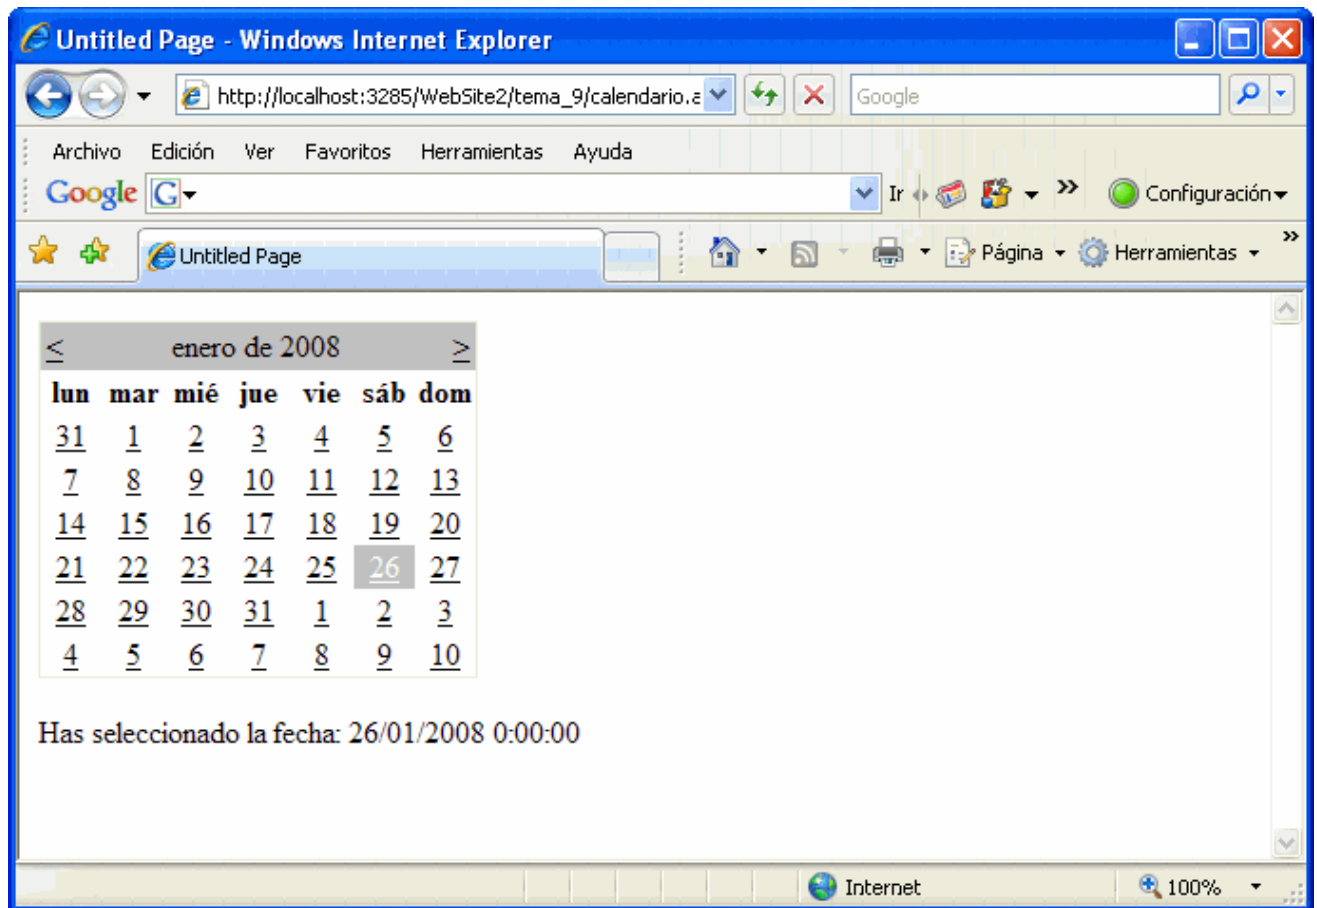 Untitled Page - Windows Internet Explorer
http://localhost:3285/WebSite2/tema_9/calendario.a
Google
Archivo Edición Ver Favoritos Herramientas Ayuda
Google G Ir » Configuración
Untitled Page Página Herramientas »
< enero de 2008 >
lun mar mié jue vie sáb dom
31 1 2 3 4 5 6
7 8 9 10 11 12 13
14 15 16 17 18 19 20
21 22 23 24 25 26 27
28 29 30 31 1 2 3
4 5 6 7 8 9 10
Has seleccionado la fecha: 26/01/2008 0:00:00
Internet 100%